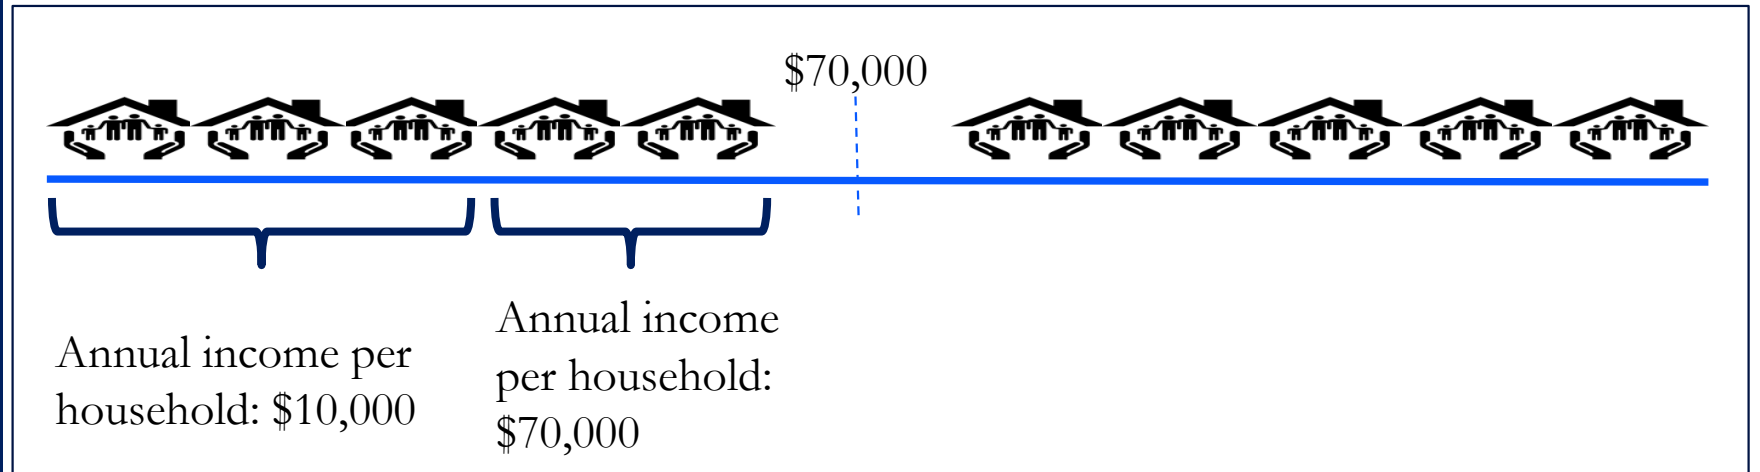 $70,000
Annual income per
household: $10,000
Annual income
per household:
$70,000